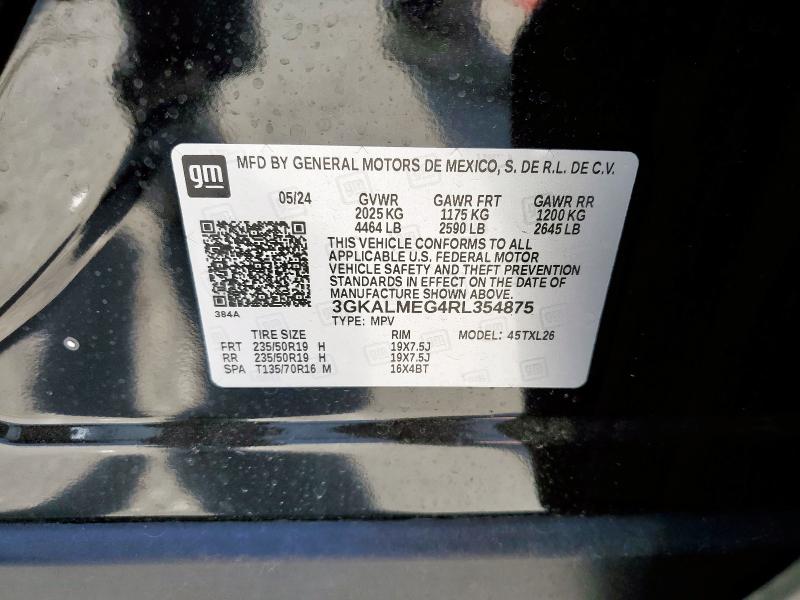 gm MFD BY GENERAL MOTORS DE MEXICO, S. DE R.L. DE C.V.
05/24 GVWR GAWR FRT GAWR RR
2025 KG 1175 KG 1200 KG
4464 LB 2590 LB 2645 LB
THIS VEHICLE CONFORMS TO ALL
APPLICABLE U.S. FEDERAL MOTOR
VEHICLE SAFETY AND THEFT PREVENTION
STANDARDS IN EFFECT ON THE DATE OF
MANUFACTURE SHOWN ABOVE.
384A
3GKALMEG4RL354875
TYPE: MPV
TIRE SIZE RIM MODEL: 45TXL26
FRT 235/50R19 H 19X7.5J
RR 235/50R19 H 19X7.5J
SPA T135/70R16 M 16X4BT